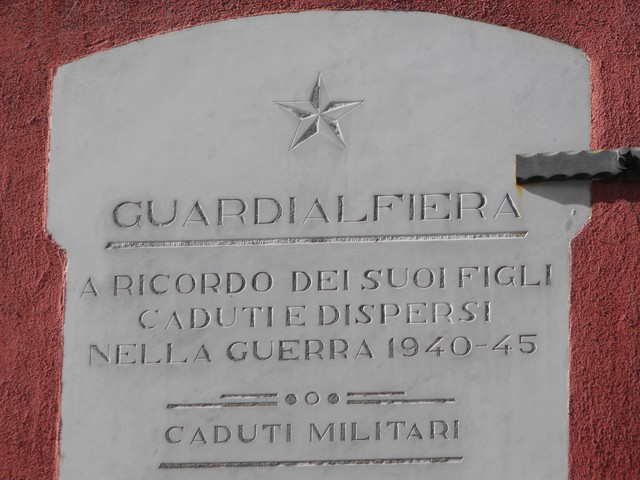 GUARDIALFIERA
A RICORDO DEI SUOI FIGLI
CADUTI E DISPERSI
NELLA GUERRA 1940-45
CADUTI MILITARI